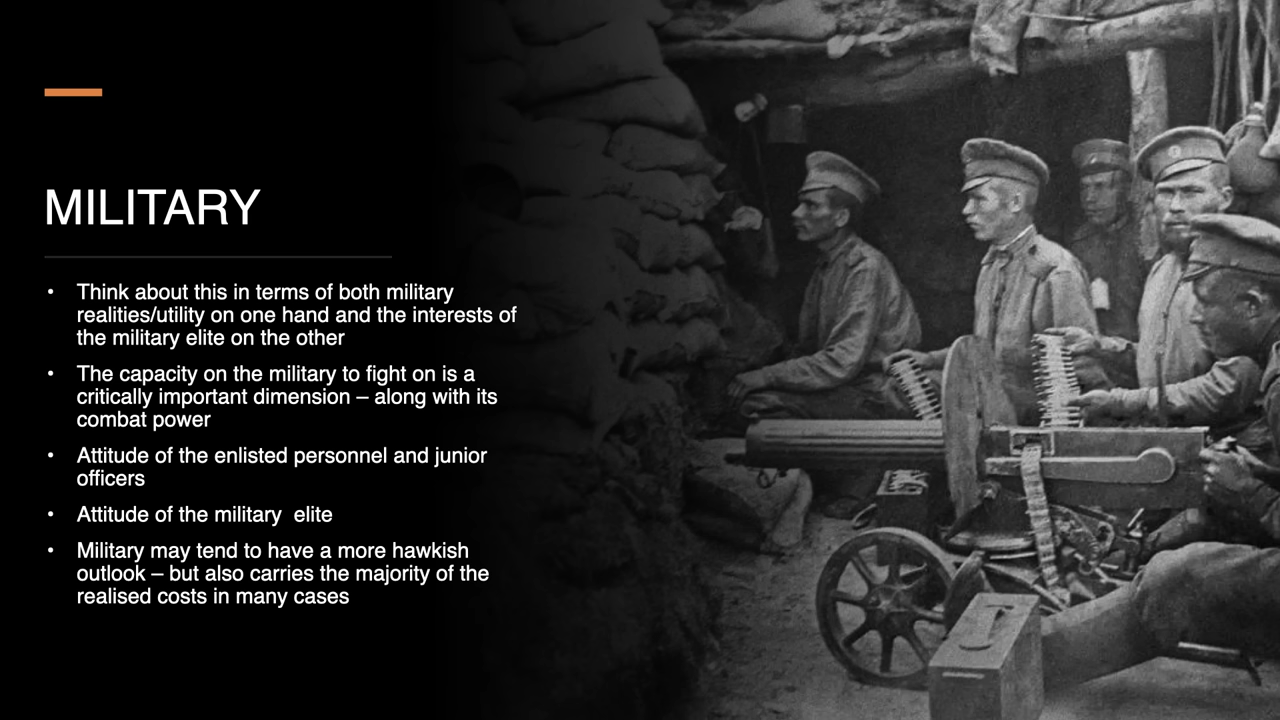 MILITARY
• Think about this in terms of both military
realities/utility on one hand and the interests of
the military elite on the other
• The capacity on the military to fight on is a
critically important dimension – along with its
combat power
• Attitude of the enlisted personnel and junior
officers
• Attitude of the military  elite
• Military may tend to have a more hawkish
outlook – but also carries the majority of the
realised costs in many cases